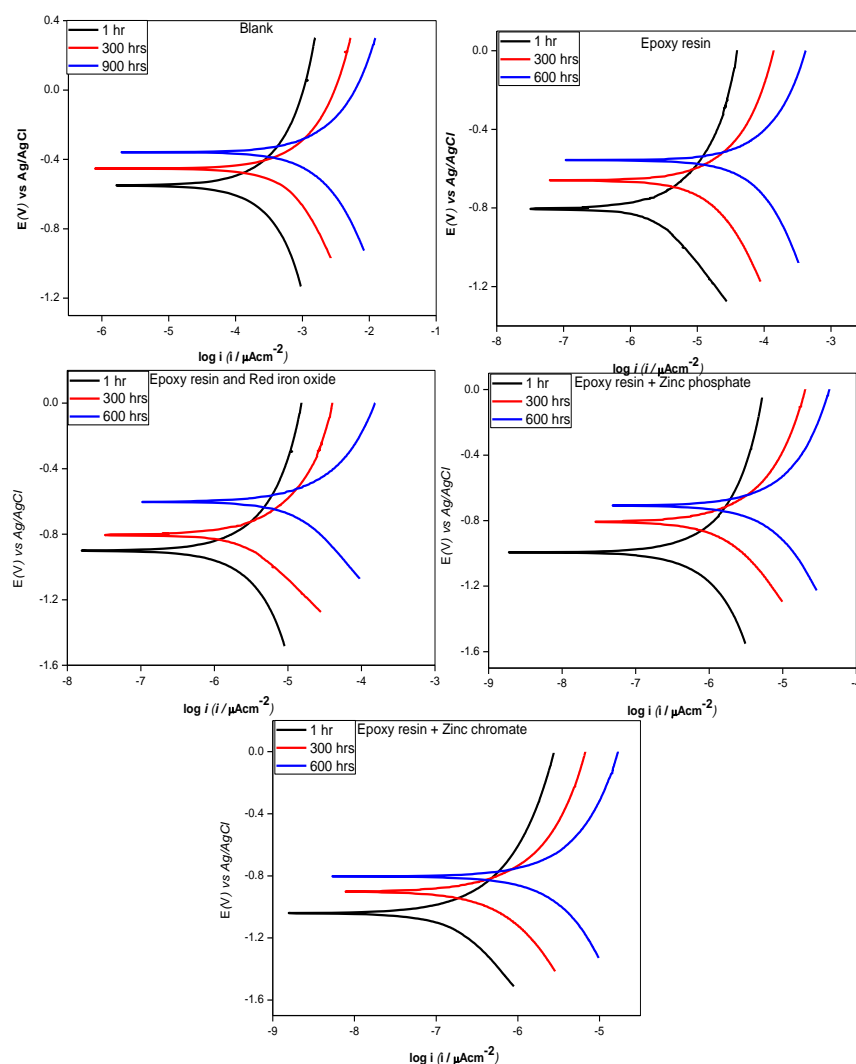 Blank
1 hr
300 hrs
900 hrs
0.4
0.0
-0.4
-0.8
-1.2
E(V) vs Ag/AgCl
-6 -5 -4 -3 -2 -1
log i (i / µAcm-2)
Epoxy resin
1 hr
300 hrs
600 hrs
0.0
-0.4
-0.8
-1.2
E(V) vs Ag/AgCl
-8 -7 -6 -5 -4 -3
log i (i / µAcm-2)
Epoxy resin and Red iron oxide
1 hr
300 hrs
600 hrs
0.0
-0.4
-0.8
-1.2
-1.6
E(V) vs Ag/AgCl
-8 -7 -6 -5 -4 -3
log i (i / µAcm-2)
Epoxy resin + Zinc phosphate
1 hr
300 hrs
600 hrs
0.0
-0.4
-0.8
-1.2
-1.6
E(V) vs Ag/AgCl
-9 -8 -7 -6 -5 -4
log i (i / µAcm-2)
Epoxy resin + Zinc chromate
1 hr
300 hrs
600 hrs
0.0
-0.4
-0.8
-1.2
-1.6
E(V) vs Ag/AgCl
-9 -8 -7 -6 -5
log i (i / µAcm-2)